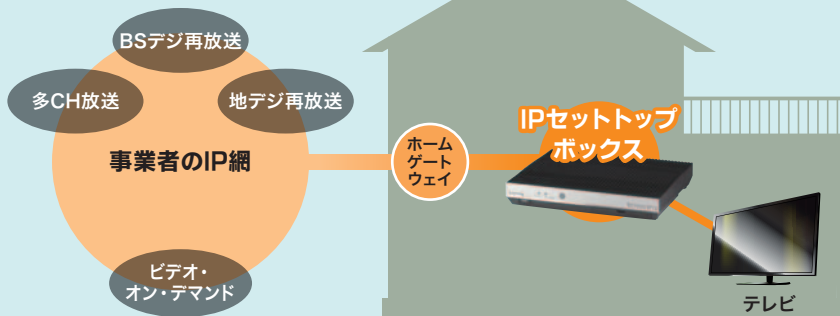 BSデジ再放送
多CH放送
地デジ再放送
事業者のIP網
ビデオ・
オン・デマンド
ホーム
ゲート
ウェイ
IPセットトップ
ボックス
テレビ